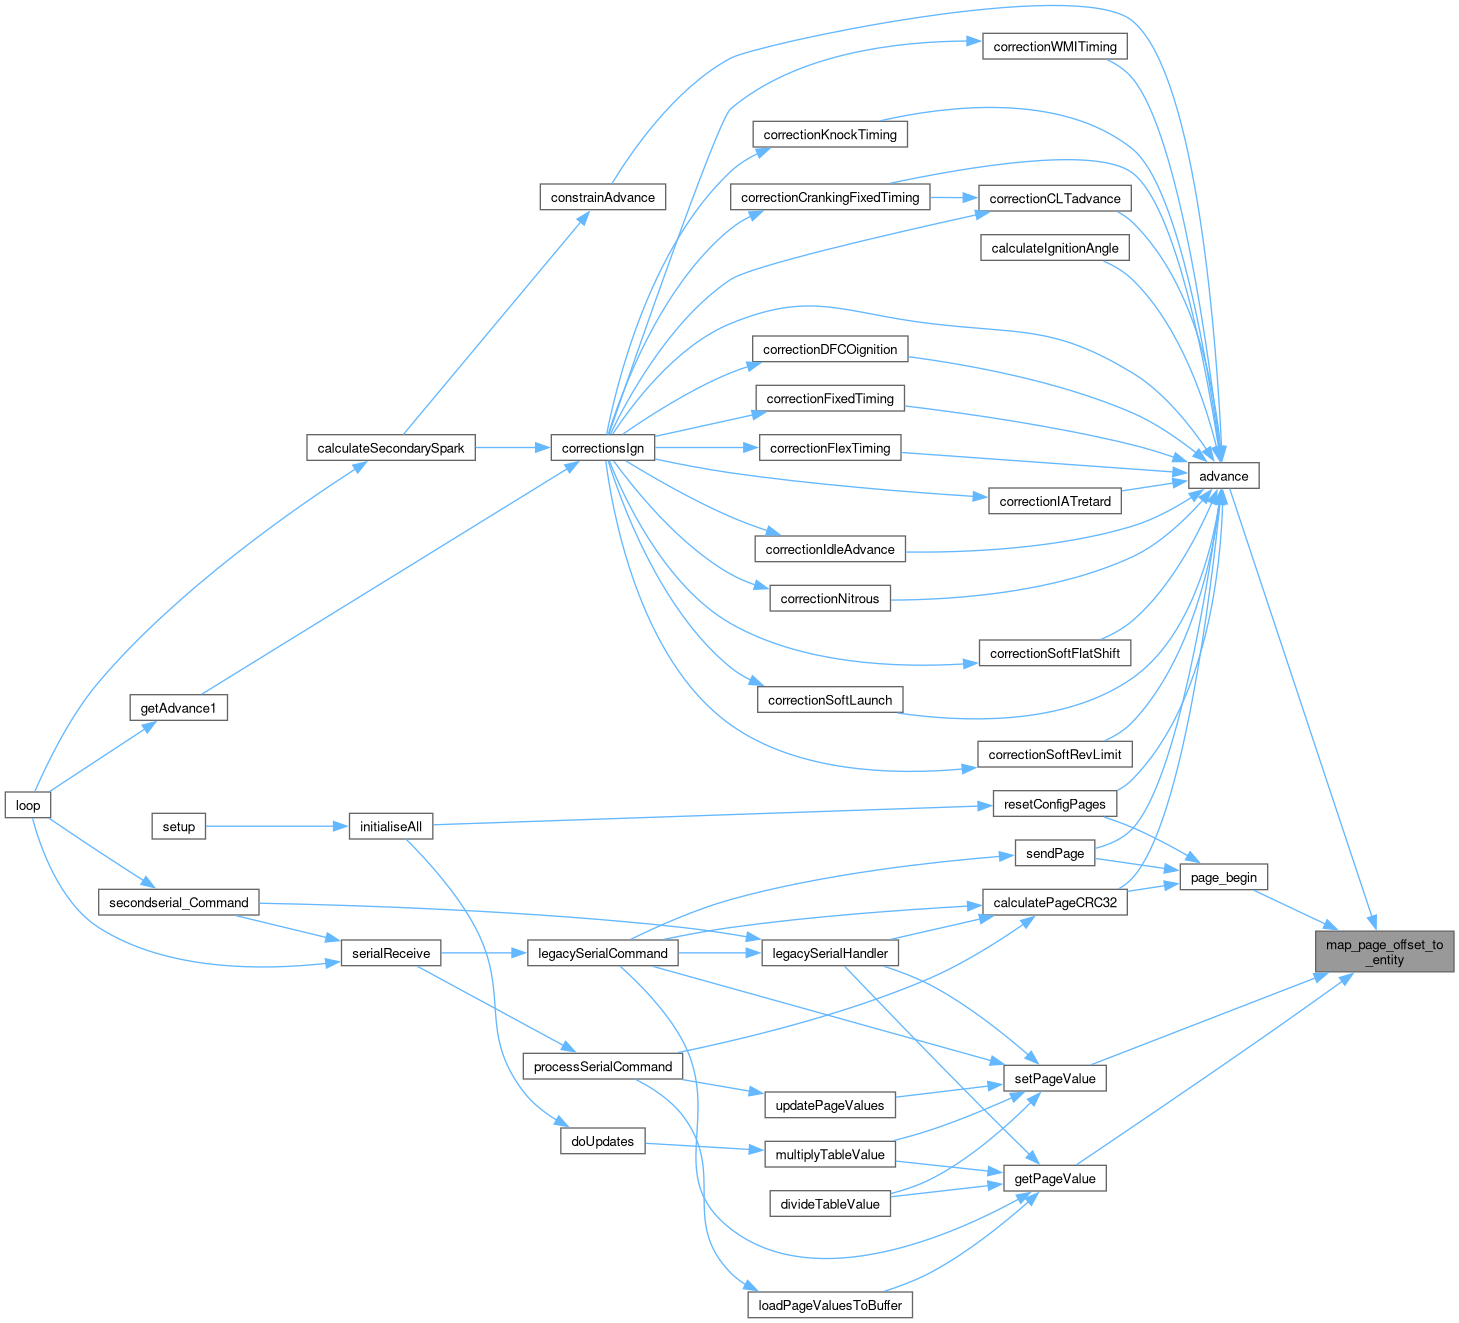 correctionWMITiming
correctionKnockTiming
constrainAdvance
correctionCrankingFixedTiming
correctionCLTadvance
calculateIgnitionAngle
correctionDFCOignition
correctionFixedTiming
calculateSecondarySpark
correctionsIgn
correctionFlexTiming
advance
correctionIATretard
correctionIdleAdvance
correctionNitrous
correctionSoftFlatShift
correctionSoftLaunch
getAdvance1
correctionSoftRevLimit
loop
resetConfigPages
setup
initialiseAll
sendPage
page_begin
secondserial_Command
calculatePageCRC32
map_page_offset_to
_entity
serialReceive
legacySerialCommand
legacySerialHandler
processSerialCommand
setPageValue
updatePageValues
doUpdates
multiplyTableValue
getPageValue
divideTableValue
loadPageValuesToBuffer